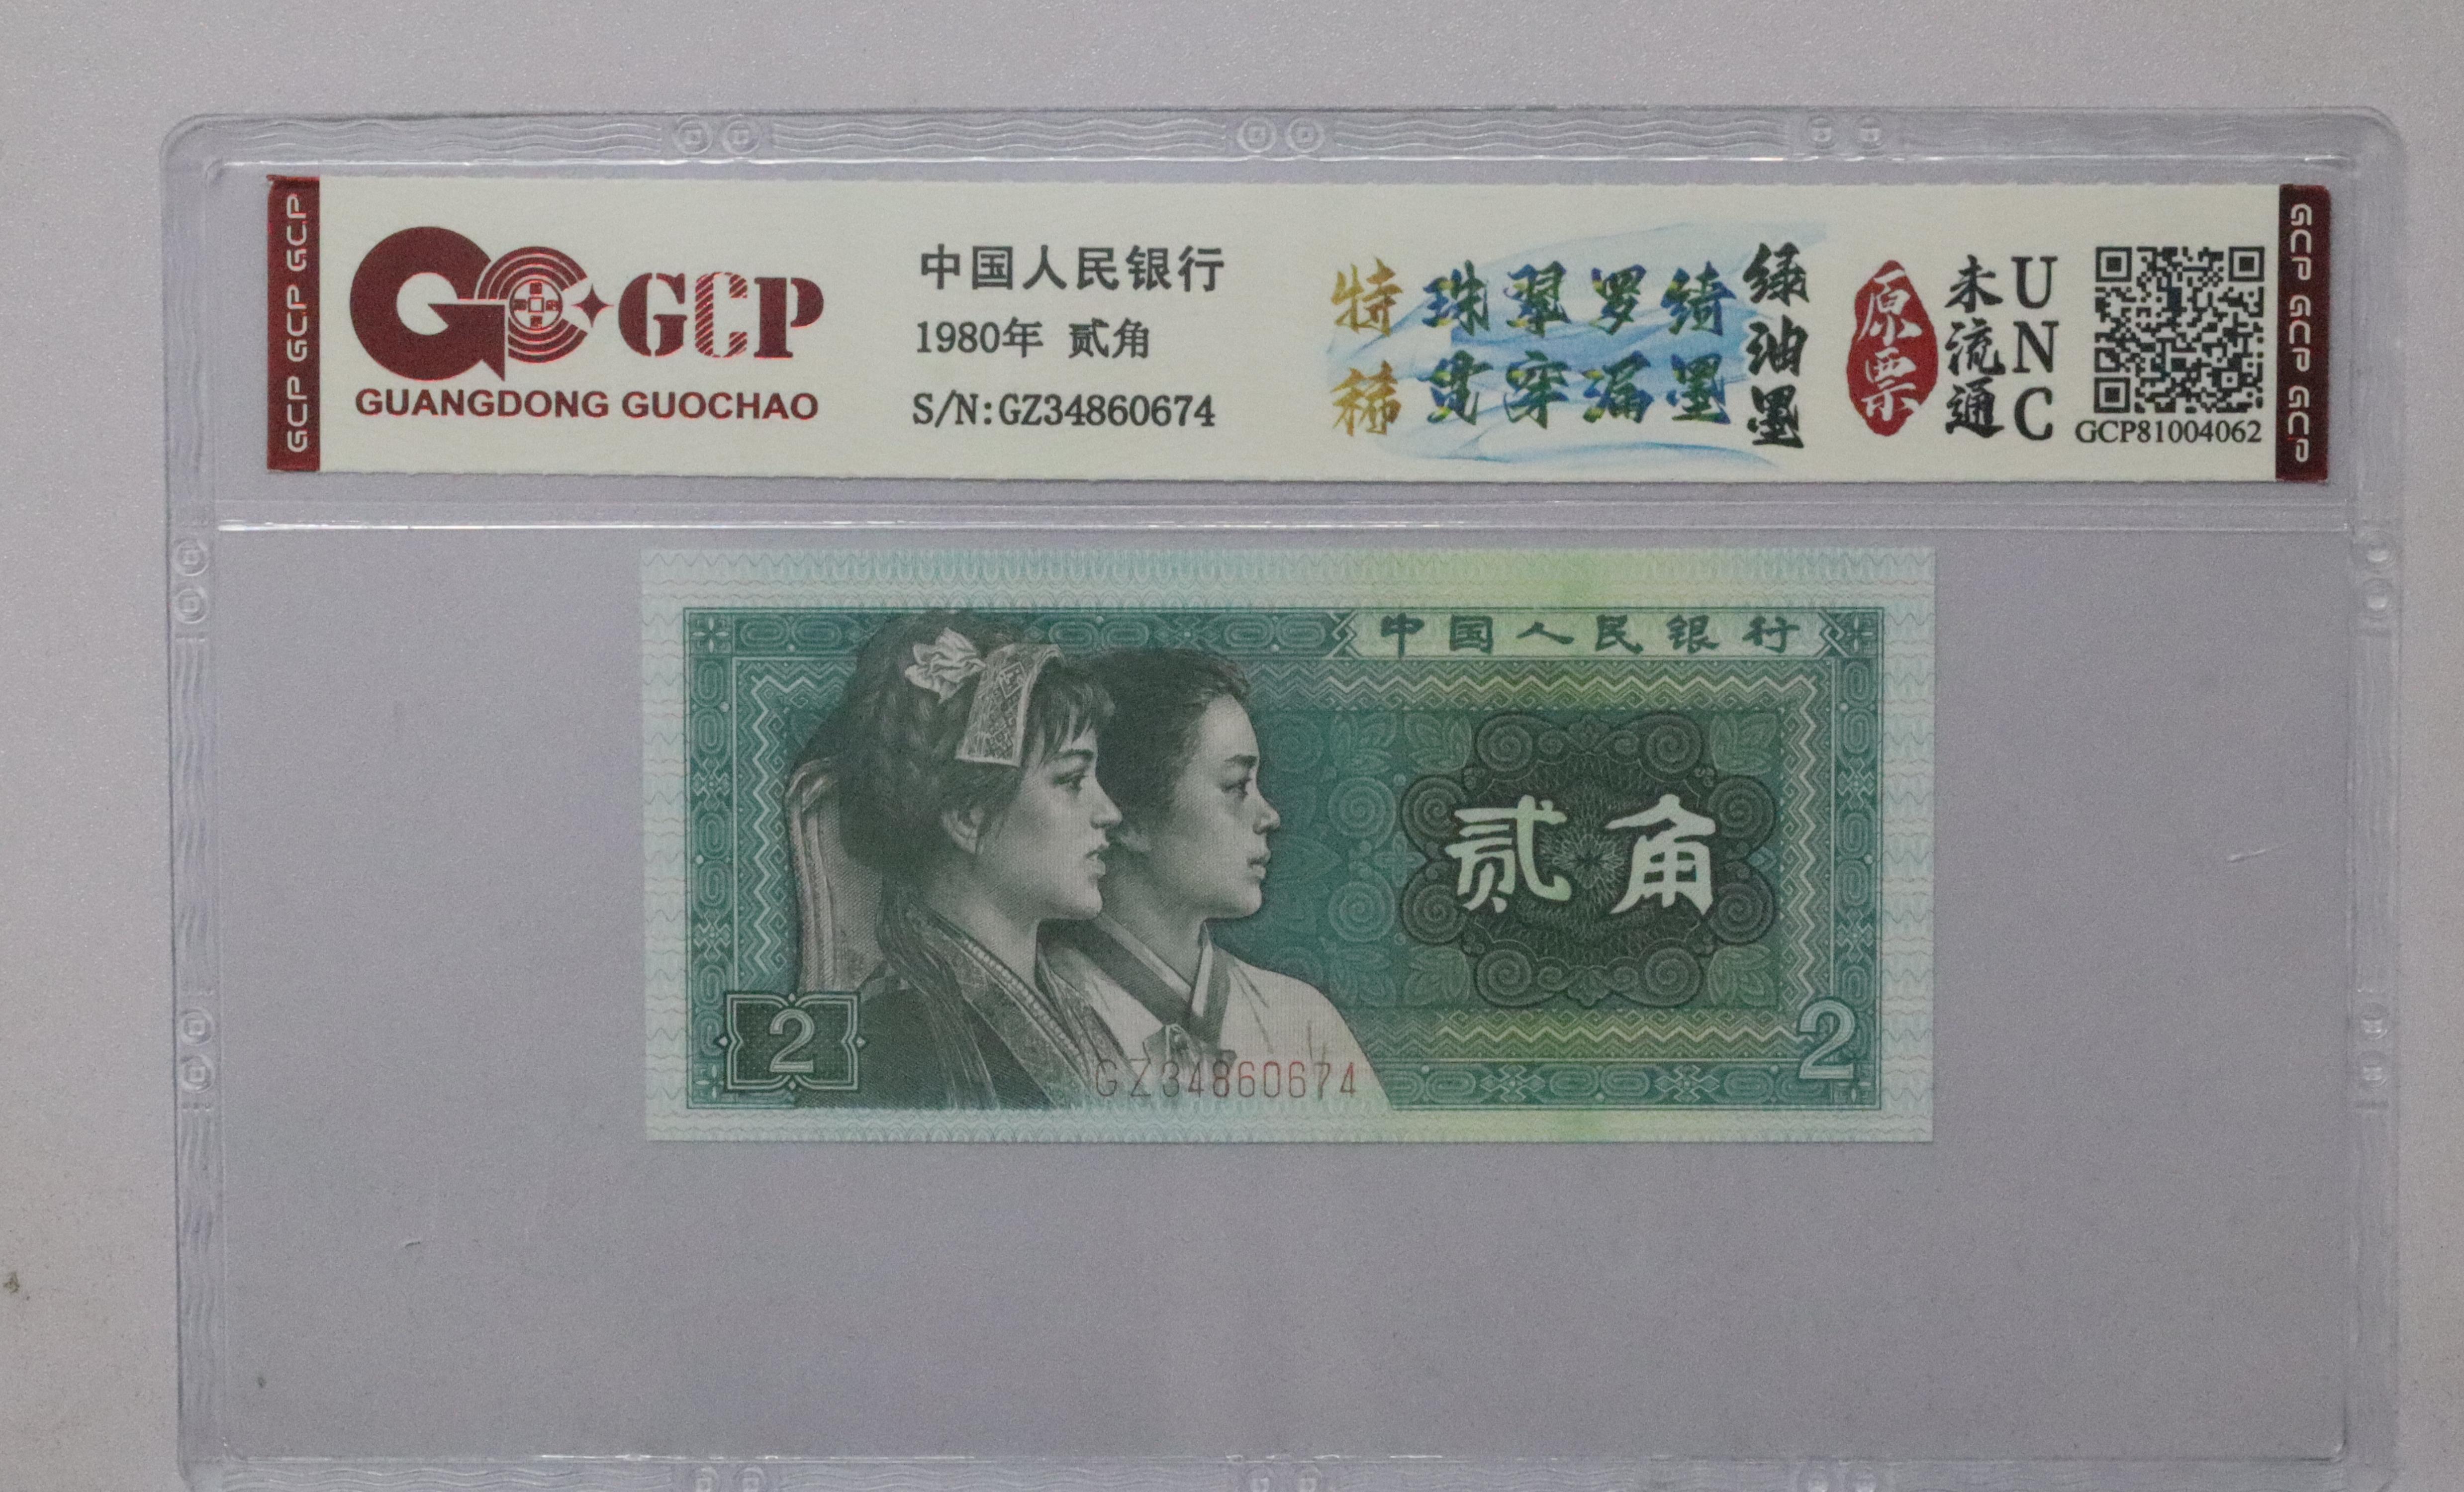 GCP GCP GCP
GCP
GUANGDONG GUOCHAO
中国人民银行
1980年 贰角
S/N:GZ34860674
特稀
珠翠罗绮
贯穿漏墨
绿油墨
原票
未流通
UNC
GCP81004062
GCP GCP GCP
中国人民银行
贰角
2
GZ34860674
2